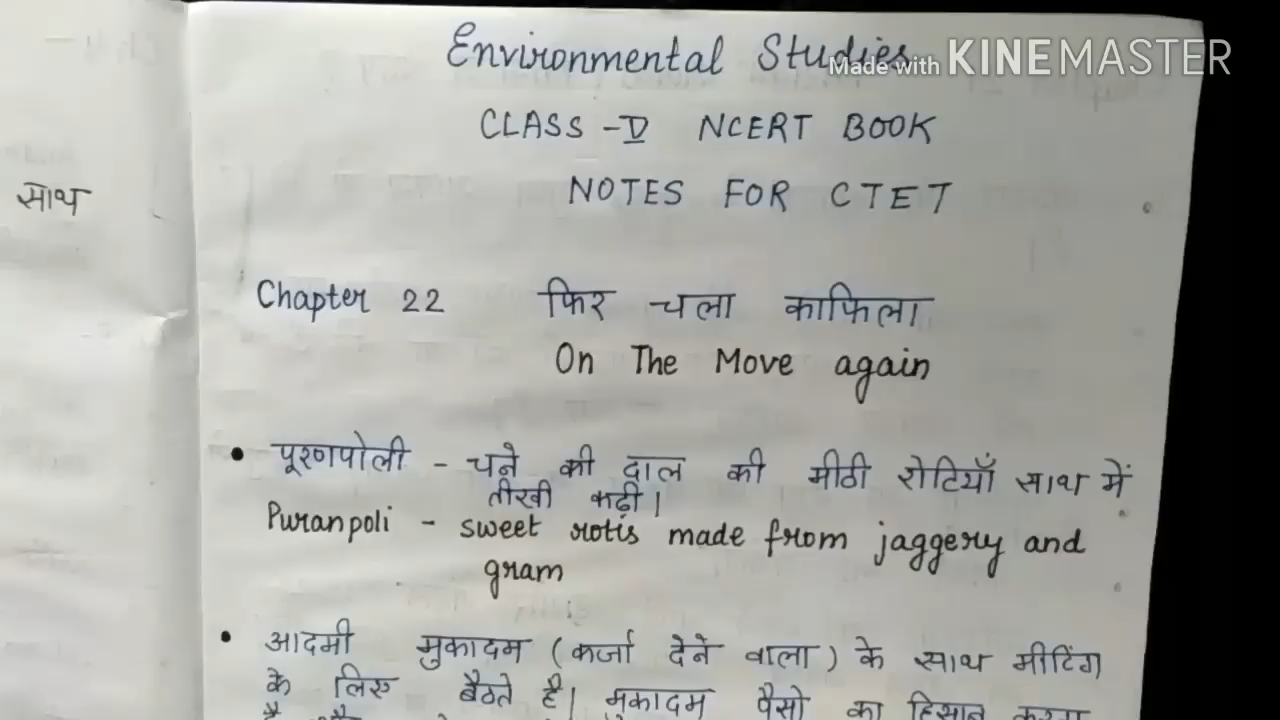 Environmental Studies
Made with KINEMASTER
CLASS -V NCERT BOOK
NOTES FOR CTET
साथ
Chapter 22 फिर चला काफिला
On The Move again
• पूरणपोली - चने की दाल की मीठी रोटियाँ साथ में
तीखी कढ़ी।
Puranpoli - sweet rotis made from jaggery and
gram
• आदमी मुकादम (कर्जा देने वाला) के साथ मीटिंग
के लिए बैठते है। मुकादम पैसो का हिसाब करता